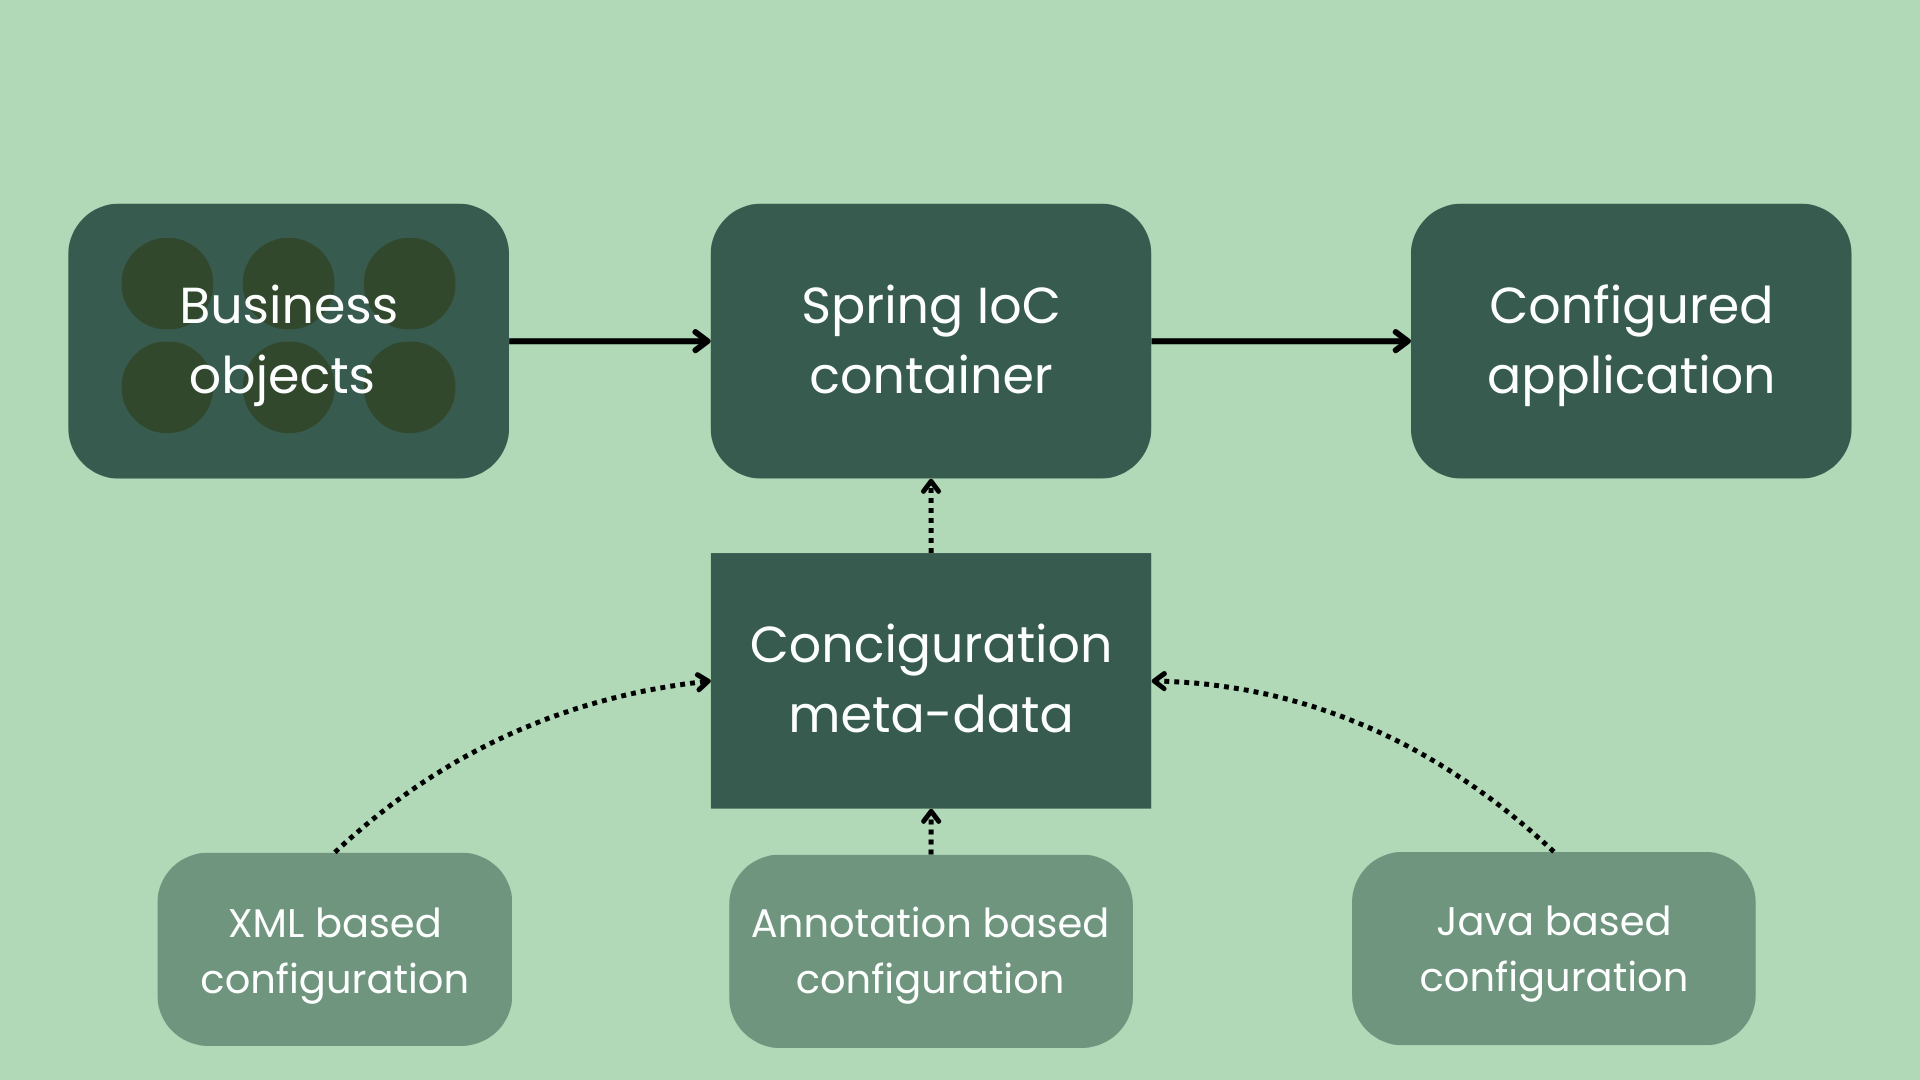 Business
objects
Spring IoC
container
Configured
application
Conciguration
meta-data
XML based
configuration
Annotation based
configuration
Java based
configuration